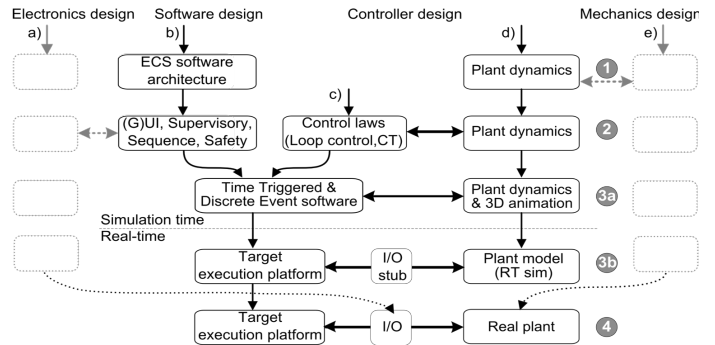 Electronics design Software design Controller design Mechanics design
a) b) d) e)
ECS software
architecture
Plant dynamics
1
c)
(G)UI, Supervisory,
Sequence, Safety
Control laws
(Loop control,CT)
Plant dynamics
2
Time Triggered &
Discrete Event software
Plant dynamics
& 3D animation
3a
Simulation time
Real-time
Target
execution platform
I/O
stub
Plant model
(RT sim)
3b
Target
execution platform
I/O
Real plant
4